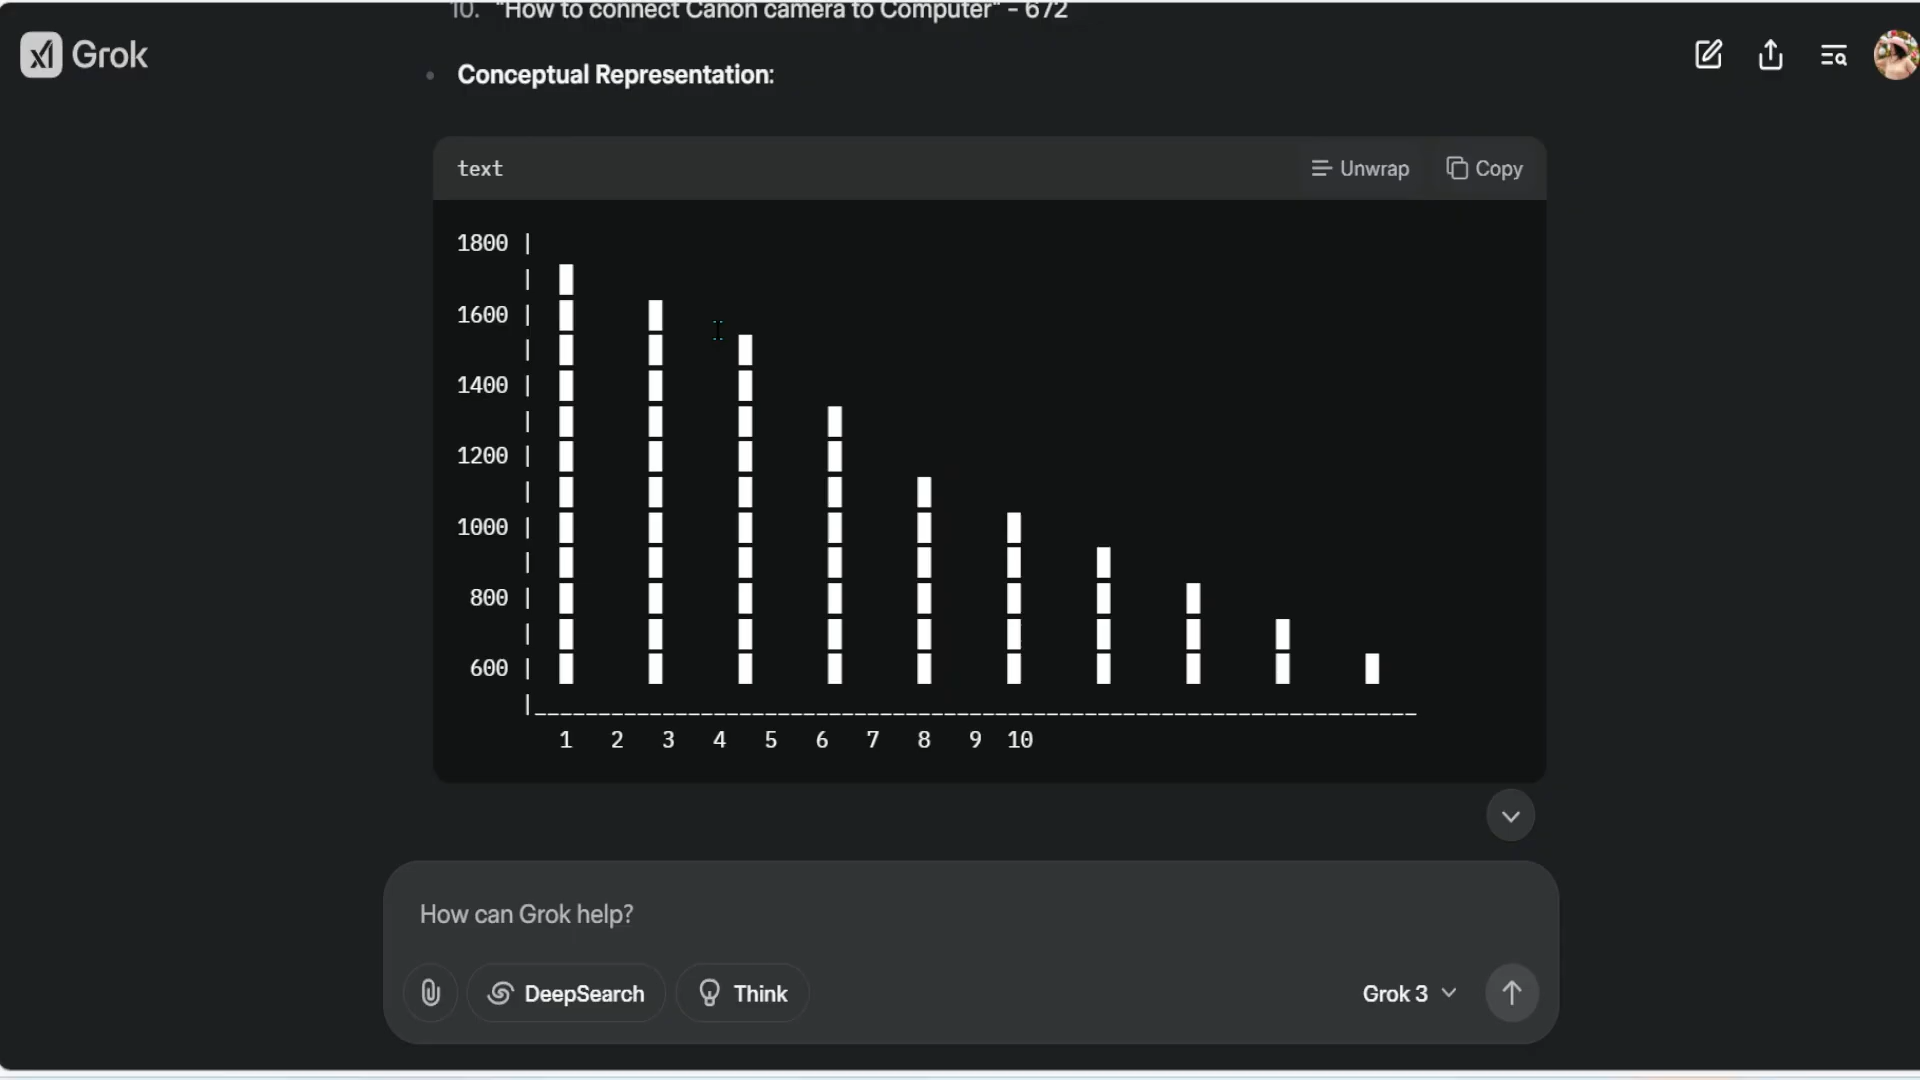 10. "How to connect Canon camera to Computer" - 672
Grok
Conceptual Representation:
text
Unwrap
Copy
1800 |
|
1600 |
|
1400 |
|
1200 |
|
1000 |
|
800 |
|
600 |
|_____________________________________________________________________
1 2 3 4 5 6 7 8 9 10
How can Grok help?
DeepSearch
Think
Grok 3